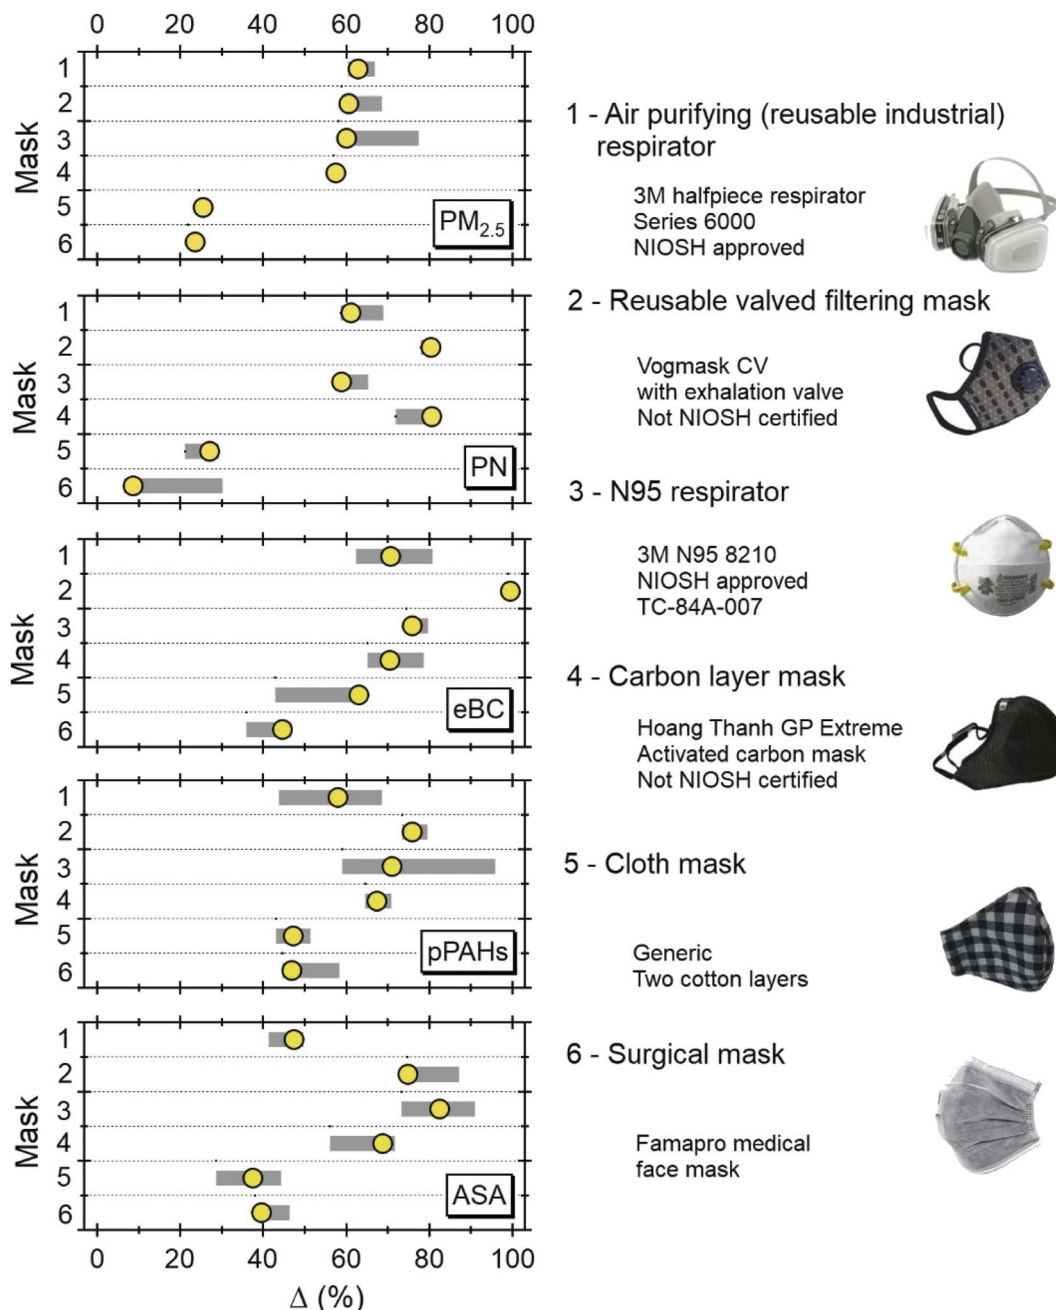 0 20 40 60 80 100
Mask
1
2
3
4
5
6
PM2.5
Mask
1
2
3
4
5
6
PN
Mask
1
2
3
4
5
6
eBC
Mask
1
2
3
4
5
6
pPAHs
Mask
1
2
3
4
5
6
ASA
0 20 40 60 80 100
Δ (%)
1 - Air purifying (reusable industrial)
respirator
3M halfpiece respirator
Series 6000
NIOSH approved
2 - Reusable valved filtering mask
Vogmask CV
with exhalation valve
Not NIOSH certified
3 - N95 respirator
3M N95 8210
NIOSH approved
TC-84A-007
4 - Carbon layer mask
Hoang Thanh GP Extreme
Activated carbon mask
Not NIOSH certified
5 - Cloth mask
Generic
Two cotton layers
6 - Surgical mask
Famapro medical
face mask